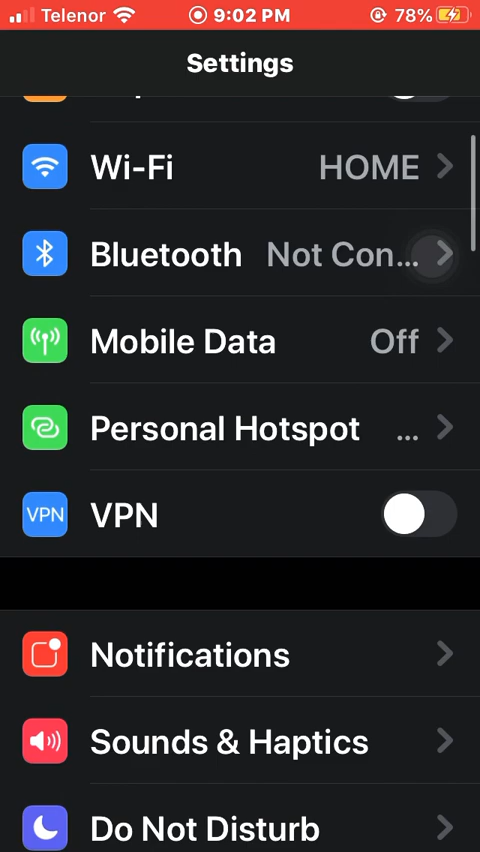 Telenor 9:02 PM 78%
Settings
Wi-Fi HOME
Bluetooth Not Con...
Mobile Data Off
Personal Hotspot ...
VPN VPN
Notifications
Sounds & Haptics
Do Not Disturb